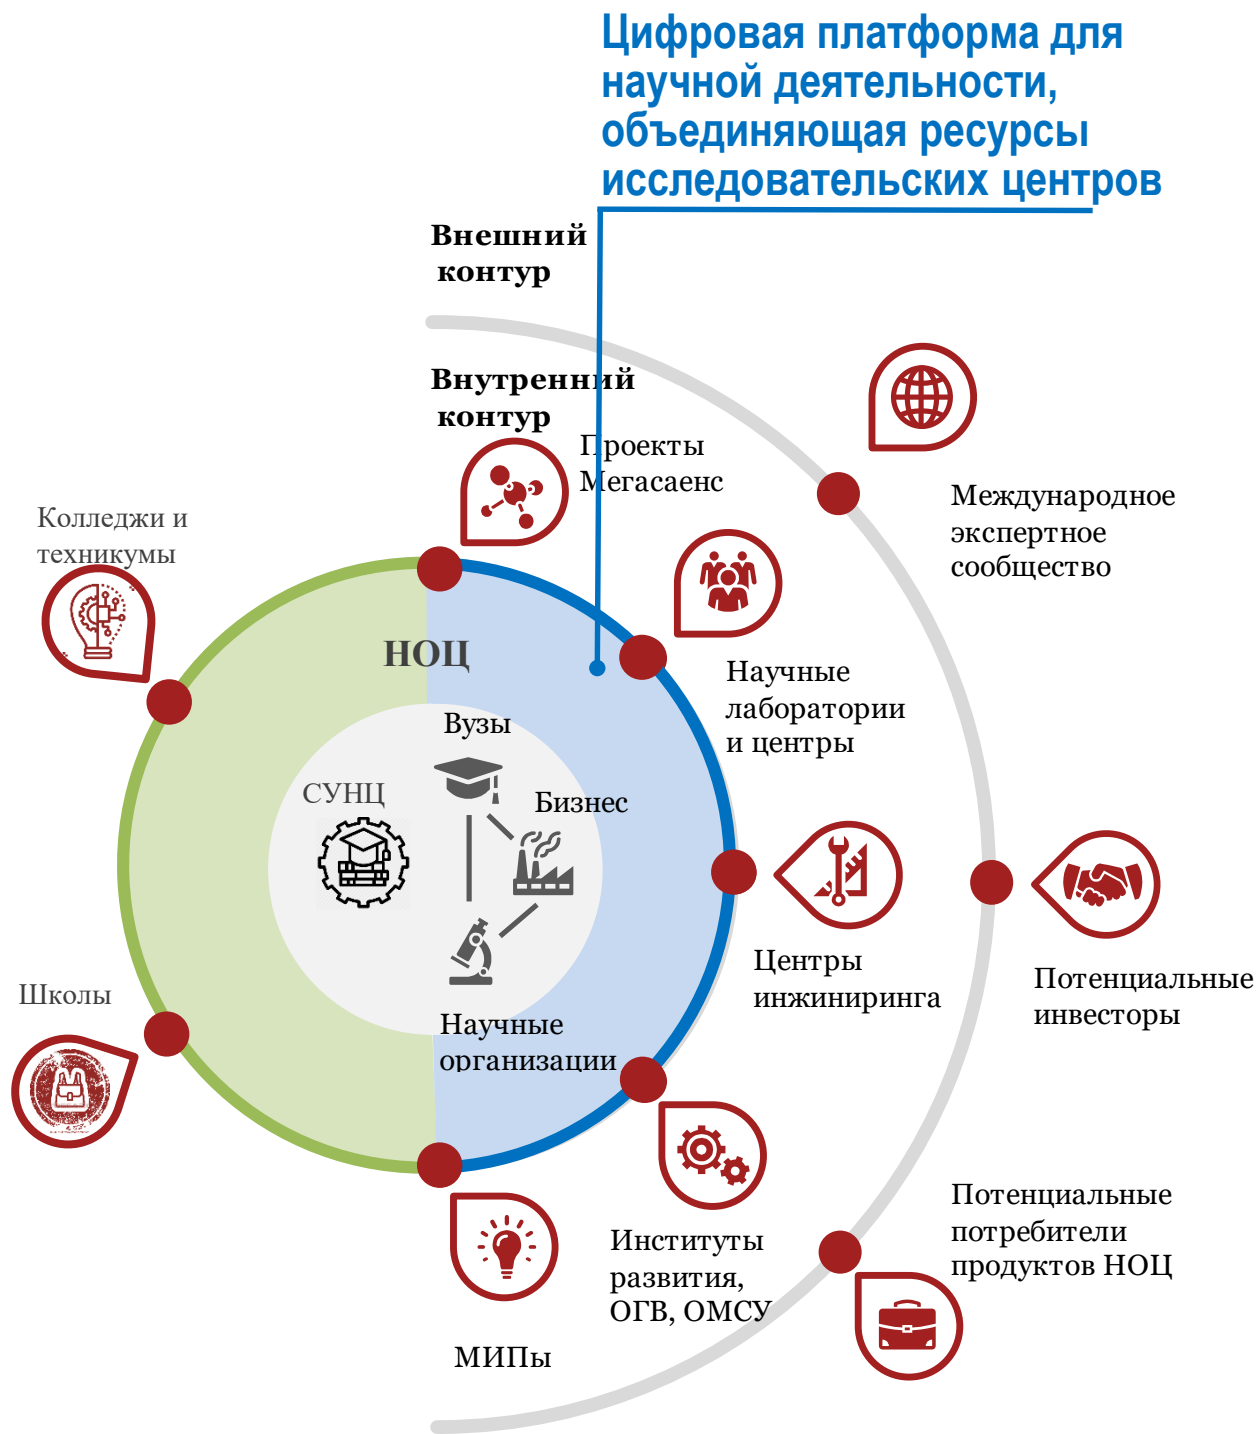 Цифровая платформа для
научной деятельности,
объединяющая ресурсы
исследовательских центров
Внешний
контур
Внутренний
контур
Проекты
Мегасаенс
Международное
экспертное
сообщество
Колледжи и
техникумы
НОЦ
Научные
лаборатории
и центры
Вузы
СУНЦ
Бизнес
Центры
инжиниринга
Потенциальные
инвесторы
Школы
Научные
организации
Потенциальные
потребители
продуктов НОЦ
Институты
развития,
ОГВ, ОМСУ
МИПы